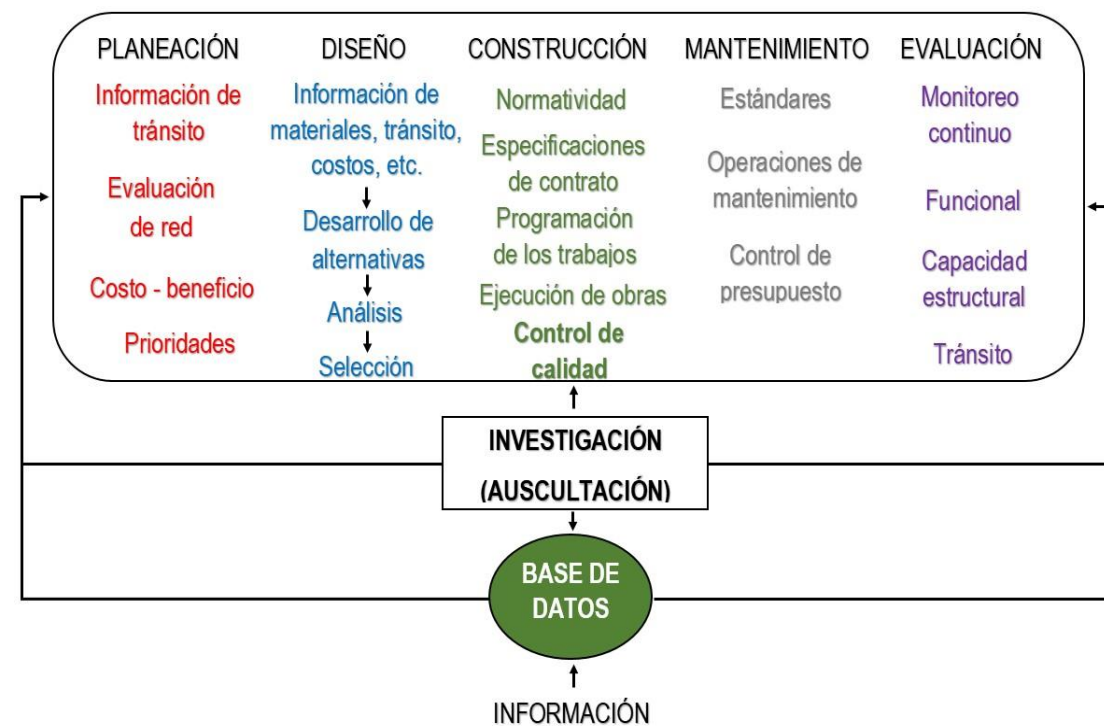 PLANEACIÓN
Información de
tránsito
Evaluación
de red
Costo - beneficio
Prioridades
DISEÑO
Información de
materiales, tránsito,
costos, etc.
Desarrollo de
alternativas
Análisis
Selección
CONSTRUCCIÓN
Normatividad
Especificaciones
de contrato
Programación
de los trabajos
Ejecución de obras
Control de
calidad
MANTENIMIENTO
Estándares
Operaciones de
mantenimiento
Control de
presupuesto
EVALUACIÓN
Monitoreo
continuo
Funcional
Capacidad
estructural
Tránsito
INVESTIGACIÓN
(AUSCULTACIÓN)
BASE DE
DATOS
INFORMACIÓN